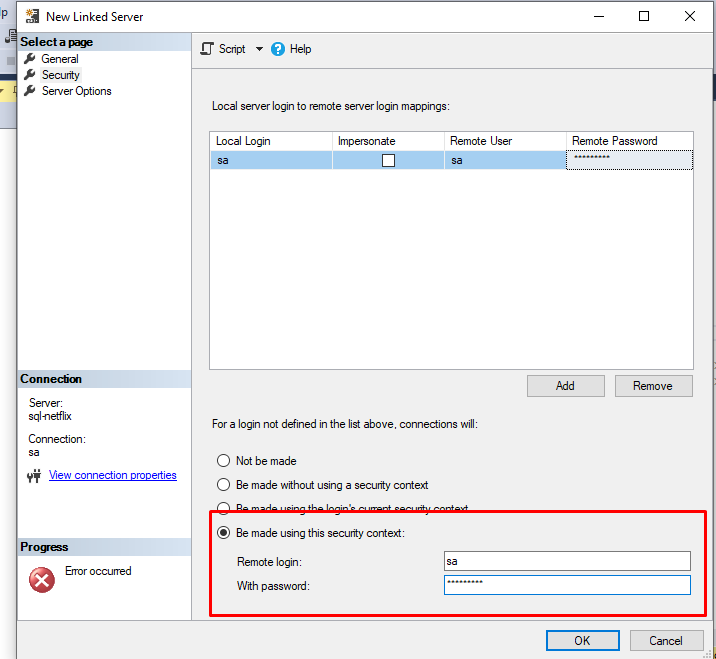 New Linked Server
Select a page
General
Security
Server Options
Script
Help
Local server login to remote server login mappings:
Local Login Impersonate Remote User Remote Password
sa sa *********
Add Remove
For a login not defined in the list above, connections will:
Not be made
Be made without using a security context
Be made using the login's current security context
Be made using this security context:
Remote login: sa
With password: *********
Connection
Server:
sql-netflix
Connection:
sa
View connection properties
Progress
Error occurred
OK Cancel